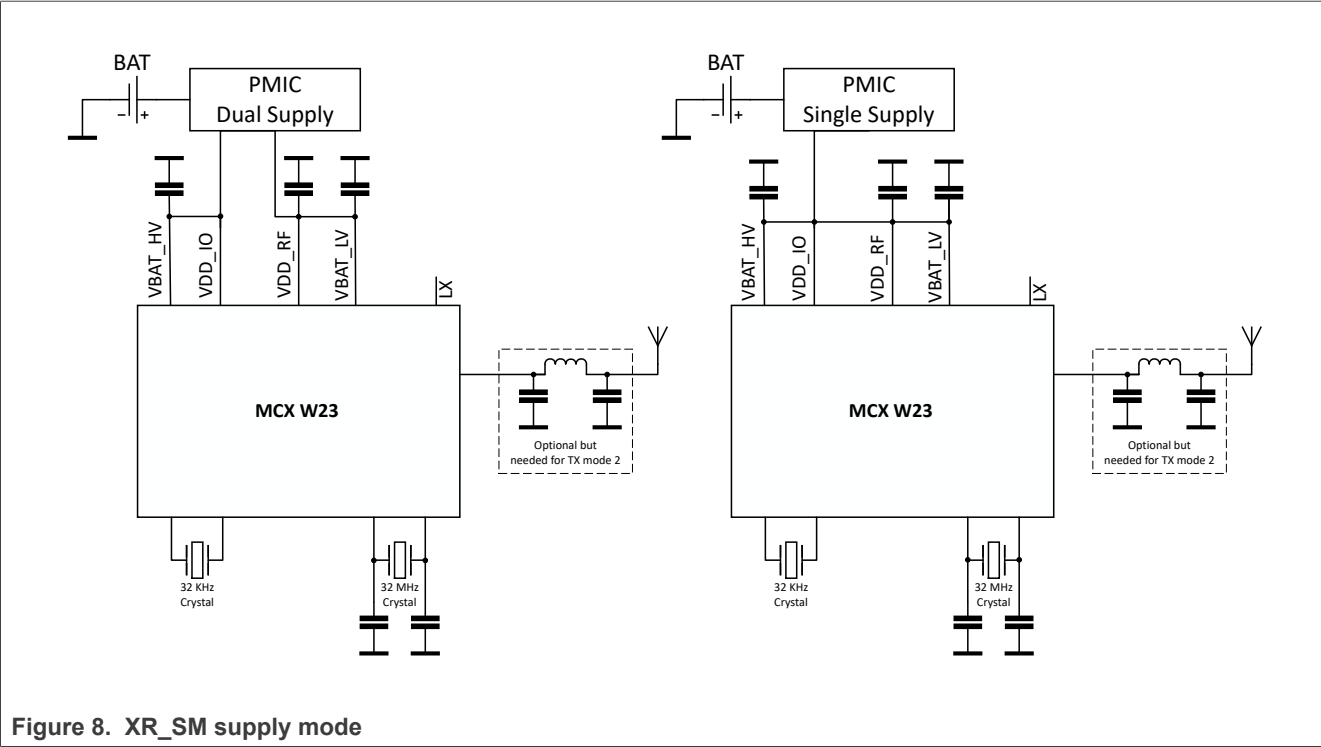 BAT
PMIC
Dual Supply
− +
VBAT_HV
VDD_IO
VDD_RF
VBAT_LV
LX
MCX W23
Optional but
needed for TX mode 2
32 KHz
Crystal
32 MHz
Crystal
BAT
PMIC
Single Supply
− +
VBAT_HV
VDD_IO
VDD_RF
VBAT_LV
LX
MCX W23
Optional but
needed for TX mode 2
32 KHz
Crystal
32 MHz
Crystal
Figure 8. XR_SM supply mode